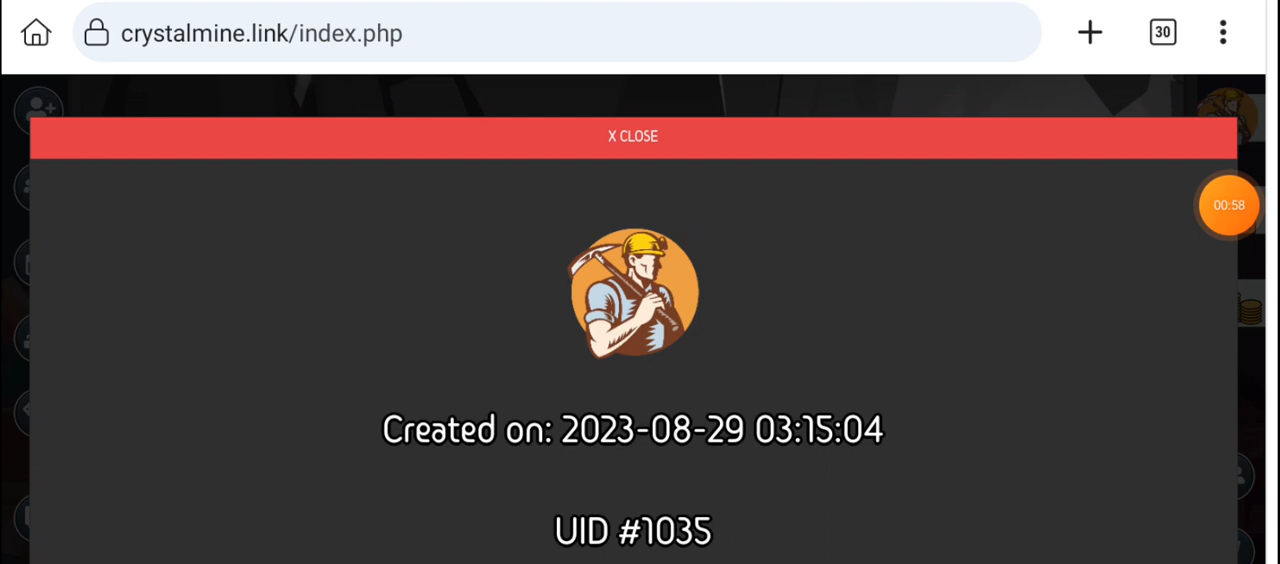 crystalmine.link/index.php
30
X CLOSE
00:58
Created on: 2023-08-29 03:15:04
UID #1035